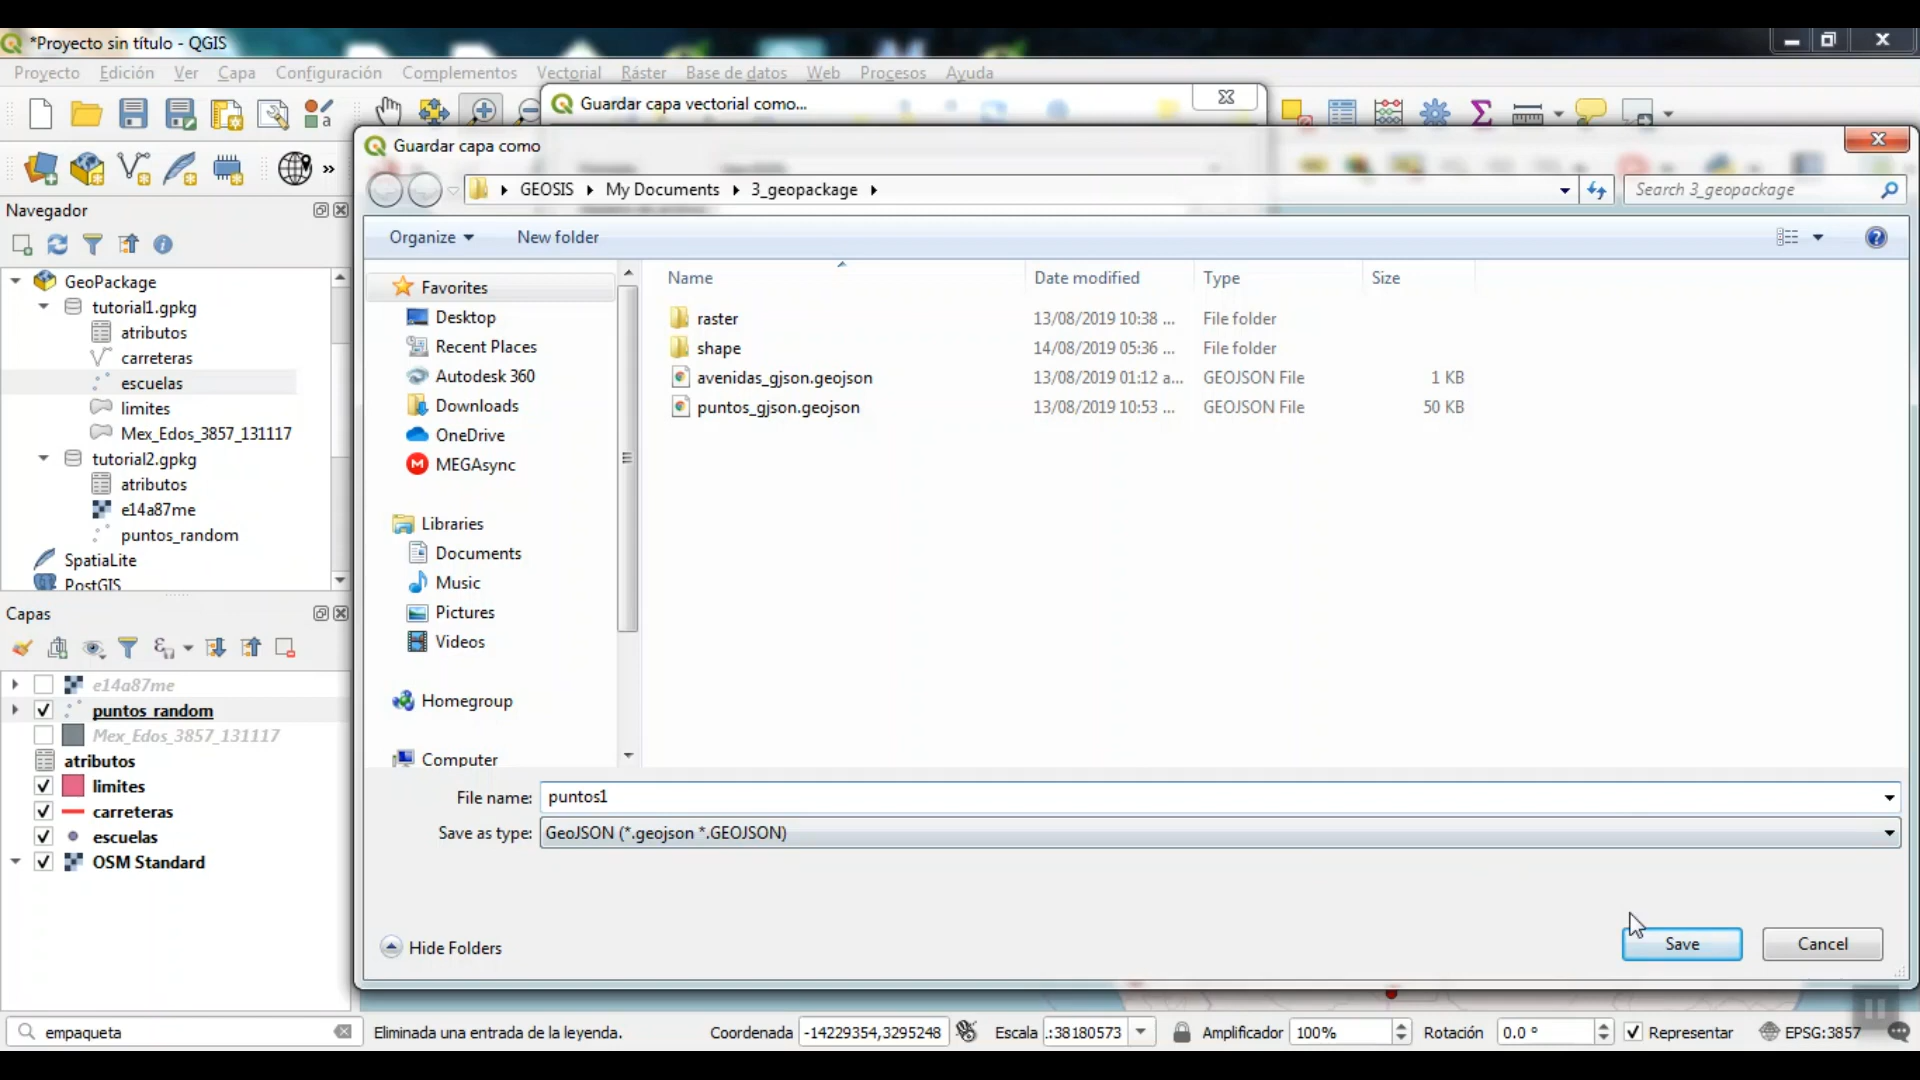 *Proyecto sin título - QGIS
Proyecto Edición Ver Capa Configuración Complementos Vectorial Ráster Base de datos Web Procesos Ayuda
Guardar capa vectorial como...
Guardar capa como
GEOSIS My Documents 3_geopackage
Search 3_geopackage
Navegador
Organize New folder
GeoPackage
tutorial1.gpkg
atributos
carreteras
escuelas
limites
Mex_Edos_3857_131117
tutorial2.gpkg
atributos
e14a87me
puntos_random
SpatiaLite
PostGIS
Favorites
Desktop
Recent Places
Autodesk 360
Downloads
OneDrive
MEGAsync
Libraries
Documents
Music
Pictures
Videos
Homegroup
Computer
Name Date modified Type Size
raster 13/08/2019 10:38 ... File folder
shape 14/08/2019 05:36 ... File folder
avenidas_gjson.geojson 13/08/2019 01:12 a... GEOJSON File 1 KB
puntos_gjson.geojson 13/08/2019 10:53 ... GEOJSON File 50 KB
Capas
e14a87me
puntos_random
Mex_Edos_3857_131117
atributos
limites
carreteras
escuelas
OSM Standard
File name: puntos1
Save as type: GeoJSON (*.geojson *.GEOJSON)
Hide Folders
Save Cancel
empaqueta Eliminada una entrada de la leyenda. Coordenada -14229354,3295248 Escala .:38180573 Amplificador 100% Rotación 0.0 ° Representar EPSG:3857